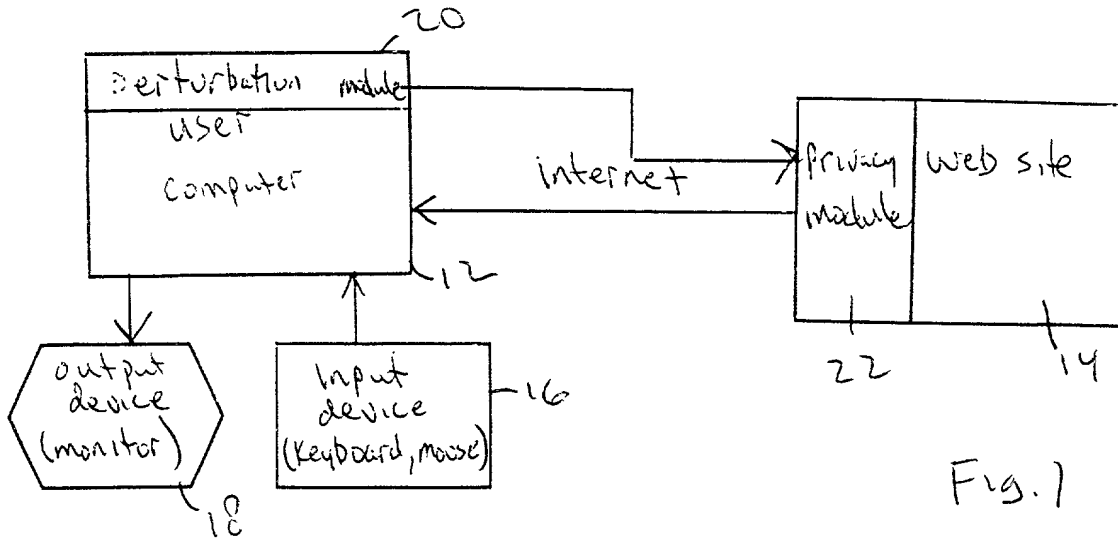 20
Perturbation module
user
computer
internet
privacy
module
web site
12
22
14
output
device
(monitor)
18
input
device
(keyboard, mouse)
16
Fig. 1